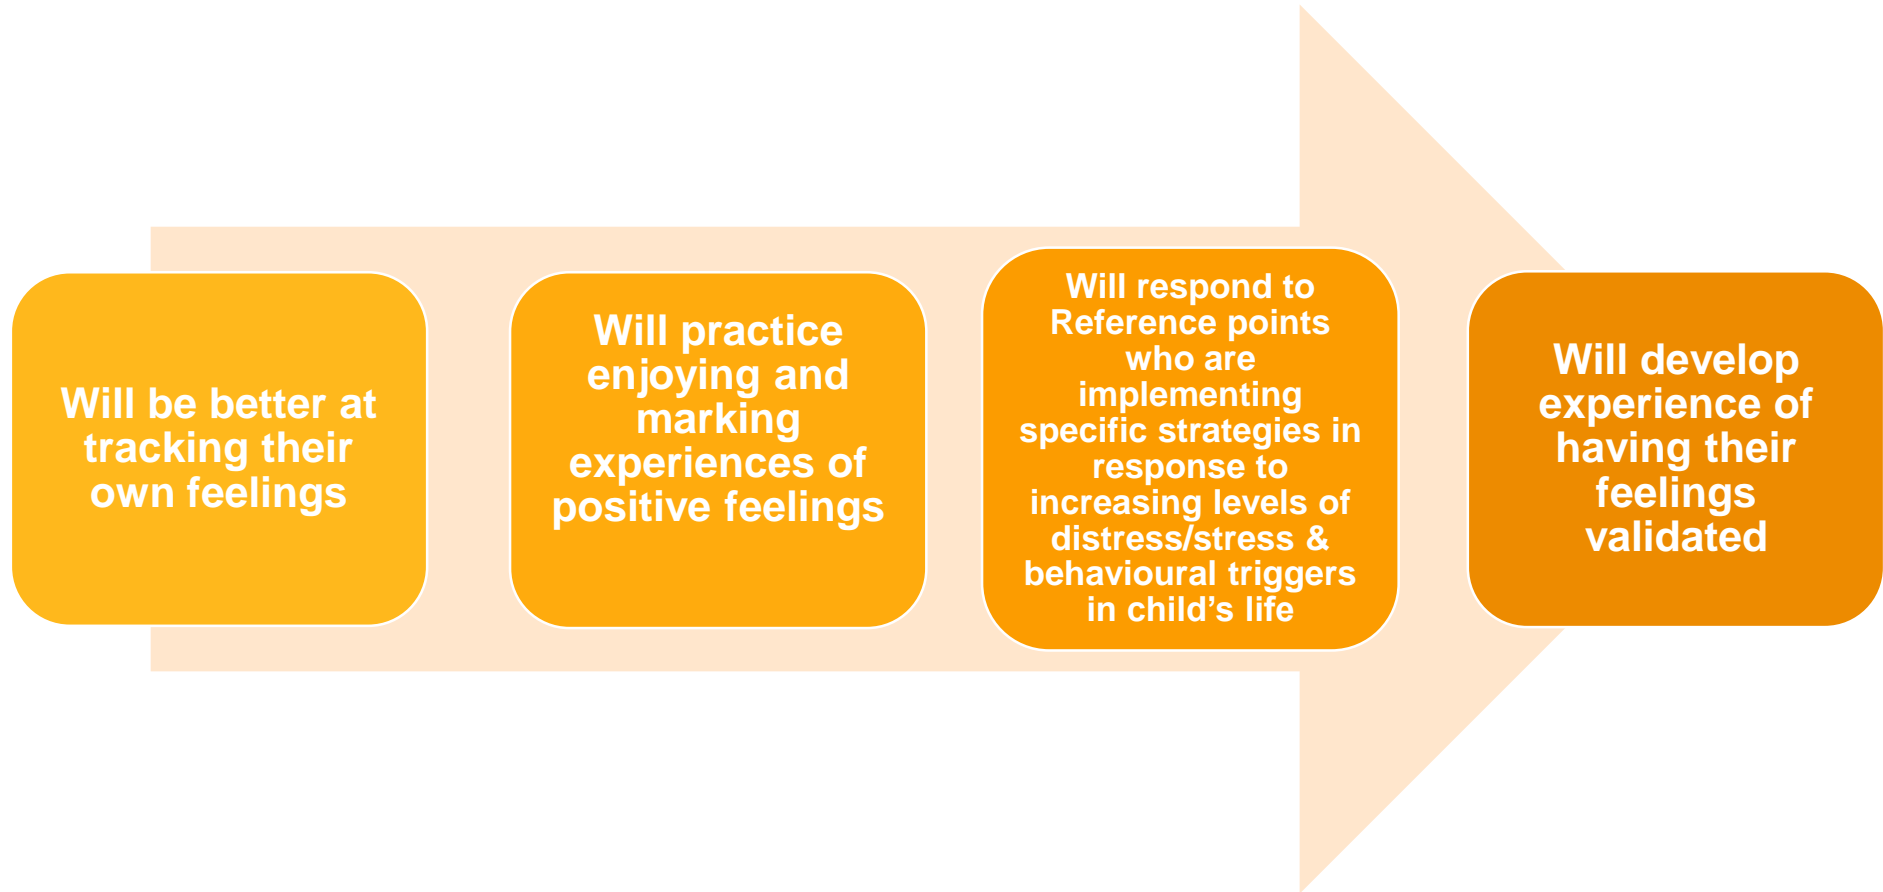 Will be better at
tracking their
own feelings
Will practice
enjoying and
marking
experiences of
positive feelings
Will respond to
Reference points
who are
implementing
specific strategies in
response to
increasing levels of
distress/stress &
behavioural triggers
in child’s life
Will develop
experience of
having their
feelings
validated